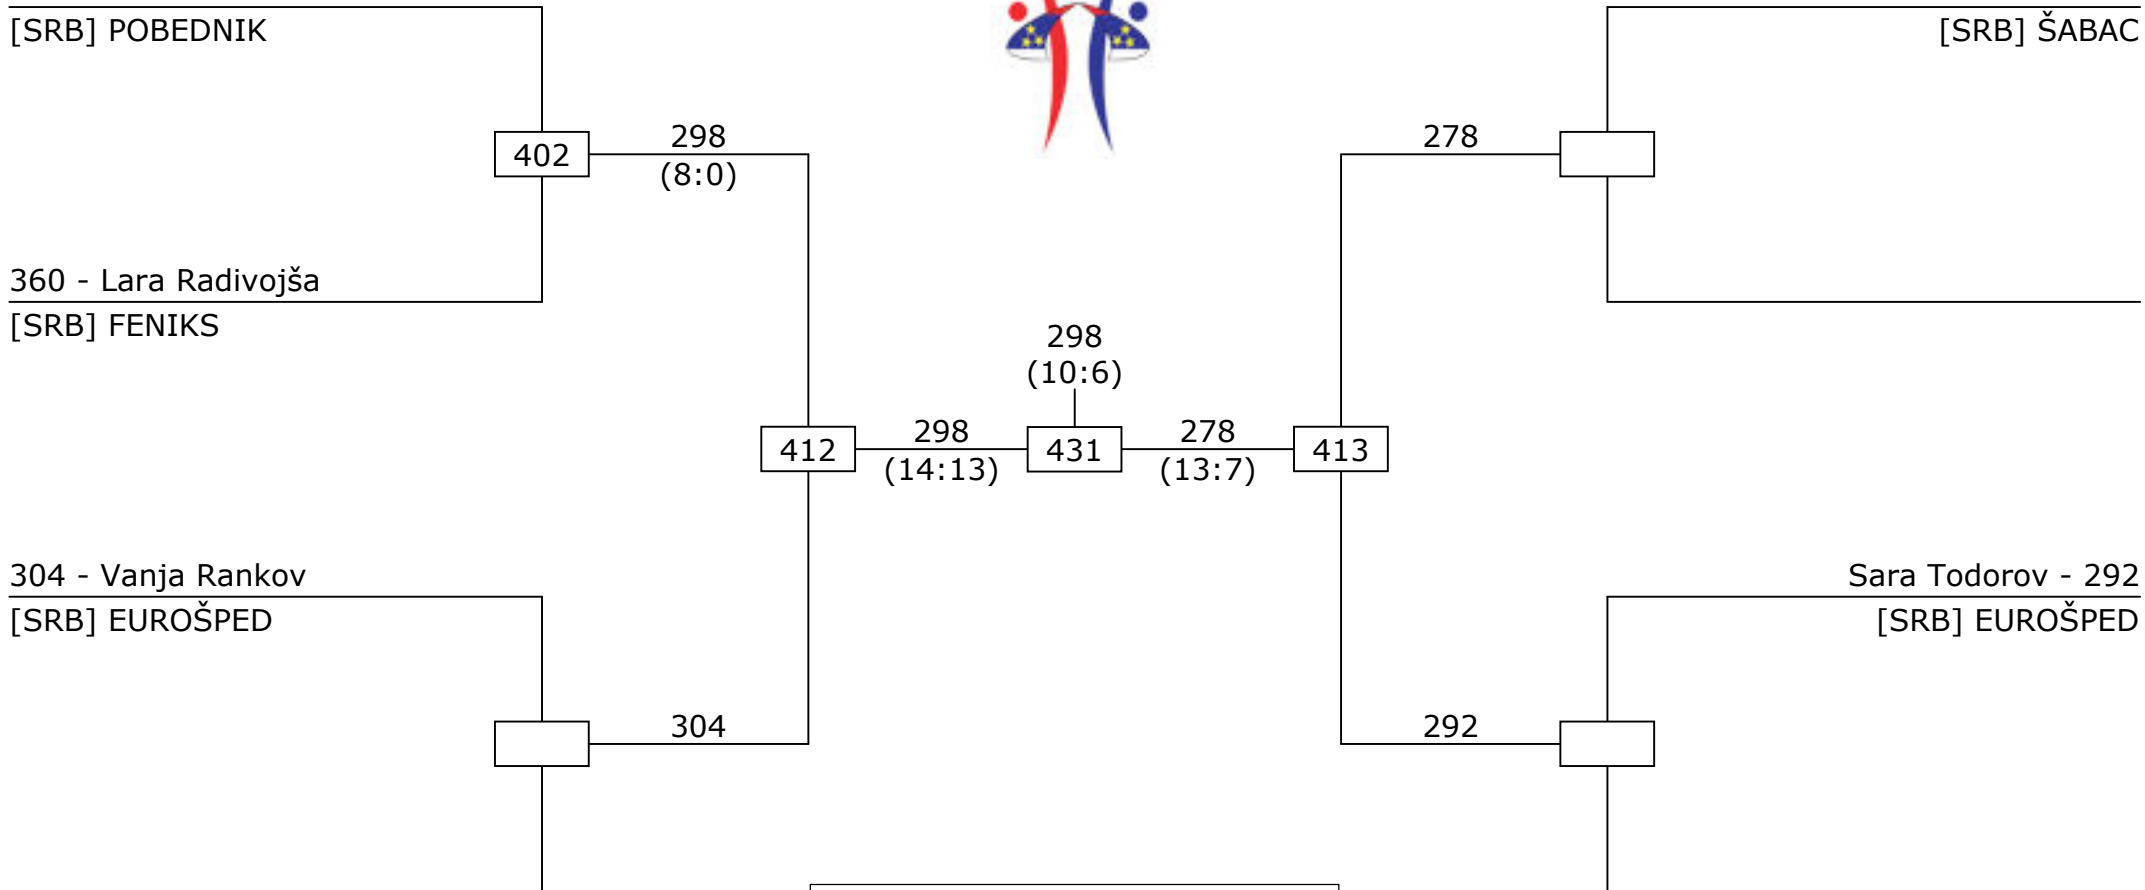 [SRB] POBEDNIK
[SRB] ŠABAC
402
298
(8:0)
278
360 - Lara Radivojša
[SRB] FENIKS
298
(10:6)
412
298
(14:13)
431
278
(13:7)
413
304 - Vanja Rankov
[SRB] EUROŠPED
Sara Todorov - 292
[SRB] EUROŠPED
304
292